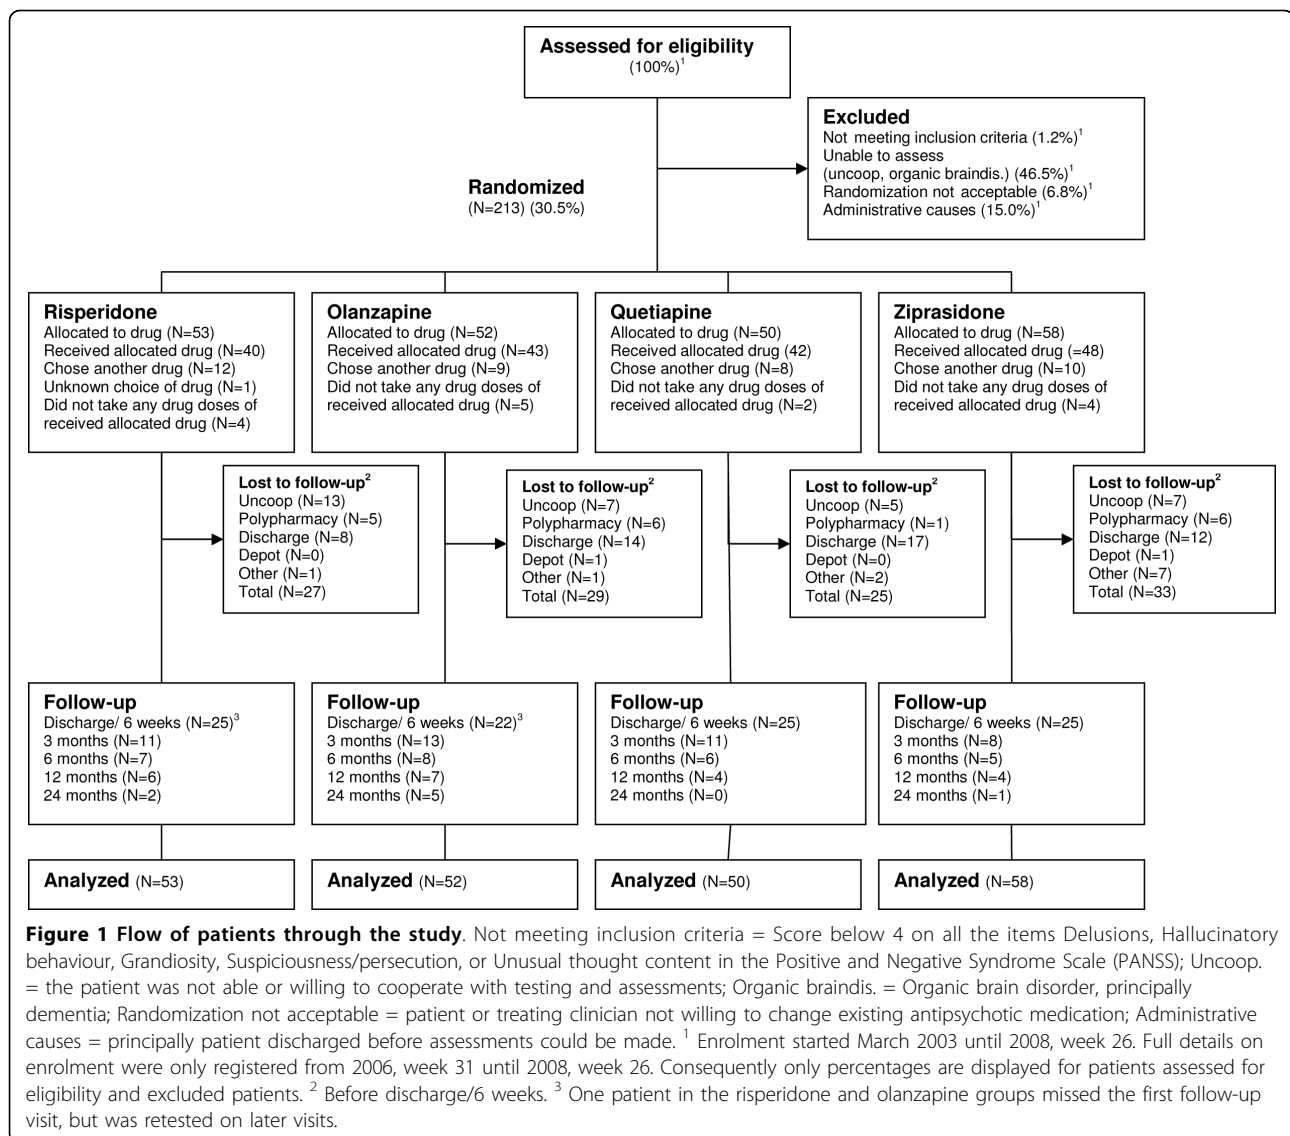 Assessed for eligibility
(100%)1
Excluded
Not meeting inclusion criteria (1.2%)1
Unable to assess
(uncoop, organic braindis.) (46.5%)1
Randomization not acceptable (6.8%)1
Administrative causes (15.0%)1
Randomized
(N=213) (30.5%)
Risperidone
Allocated to drug (N=53)
Received allocated drug (N=40)
Chose another drug (N=12)
Unknown choice of drug (N=1)
Did not take any drug doses of
received allocated drug (N=4)
Olanzapine
Allocated to drug (N=52)
Received allocated drug (N=43)
Chose another drug (N=9)
Did not take any drug doses of
received allocated drug (N=5)
Quetiapine
Allocated to drug (N=50)
Received allocated drug (42)
Chose another drug (N=8)
Did not take any drug doses of
received allocated drug (N=2)
Ziprasidone
Allocated to drug (N=58)
Received allocated drug (=48)
Chose another drug (N=10)
Did not take any drug doses of
received allocated drug (N=4)
Lost to follow-up2
Uncoop (N=13)
Polypharmacy (N=5)
Discharge (N=8)
Depot (N=0)
Other (N=1)
Total (N=27)
Lost to follow-up2
Uncoop (N=7)
Polypharmacy (N=6)
Discharge (N=14)
Depot (N=1)
Other (N=1)
Total (N=29)
Lost to follow-up2
Uncoop (N=5)
Polypharmacy (N=1)
Discharge (N=17)
Depot (N=0)
Other (N=2)
Total (N=25)
Lost to follow-up2
Uncoop (N=7)
Polypharmacy (N=6)
Discharge (N=12)
Depot (N=1)
Other (N=7)
Total (N=33)
Follow-up
Discharge/ 6 weeks (N=25)3
3 months (N=11)
6 months (N=7)
12 months (N=6)
24 months (N=2)
Follow-up
Discharge/ 6 weeks (N=22)3
3 months (N=13)
6 months (N=8)
12 months (N=7)
24 months (N=5)
Follow-up
Discharge/ 6 weeks (N=25)
3 months (N=11)
6 months (N=6)
12 months (N=4)
24 months (N=0)
Follow-up
Discharge/ 6 weeks (N=25)
3 months (N=8)
6 months (N=5)
12 months (N=4)
24 months (N=1)
Analyzed (N=53)
Analyzed (N=52)
Analyzed (N=50)
Analyzed (N=58)
Figure 1 Flow of patients through the study. Not meeting inclusion criteria = Score below 4 on all the items Delusions, Hallucinatory
behaviour, Grandiosity, Suspiciousness/persecution, or Unusual thought content in the Positive and Negative Syndrome Scale (PANSS); Uncoop.
= the patient was not able or willing to cooperate with testing and assessments; Organic braindis. = Organic brain disorder, principally
dementia; Randomization not acceptable = patient or treating clinician not willing to change existing antipsychotic medication; Administrative
causes = principally patient discharged before assessments could be made. 1 Enrolment started March 2003 until 2008, week 26. Full details on
enrolment were only registered from 2006, week 31 until 2008, week 26. Consequently only percentages are displayed for patients assessed for
eligibility and excluded patients. 2 Before discharge/6 weeks. 3 One patient in the risperidone and olanzapine groups missed the first follow-up
visit, but was retested on later visits.